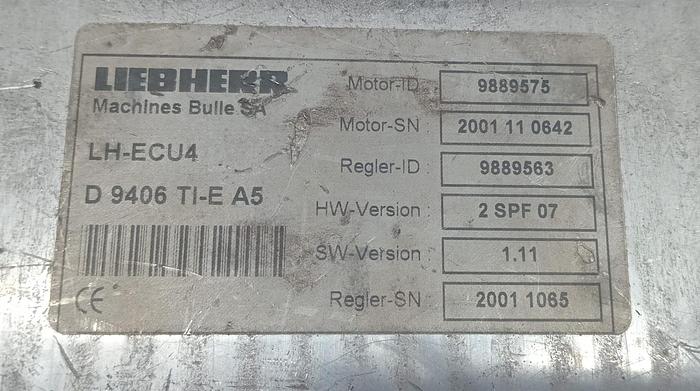 LIEBHERR
Machines Bulle SA
LH-ECU4
D 9406 TI-E A5
CE
Motor-ID : 9889575
Motor-SN : 2001 11 0642
Regler-ID : 9889563
HW-Version : 2 SPF 07
SW-Version : 1.11
Regler-SN : 2001 1065